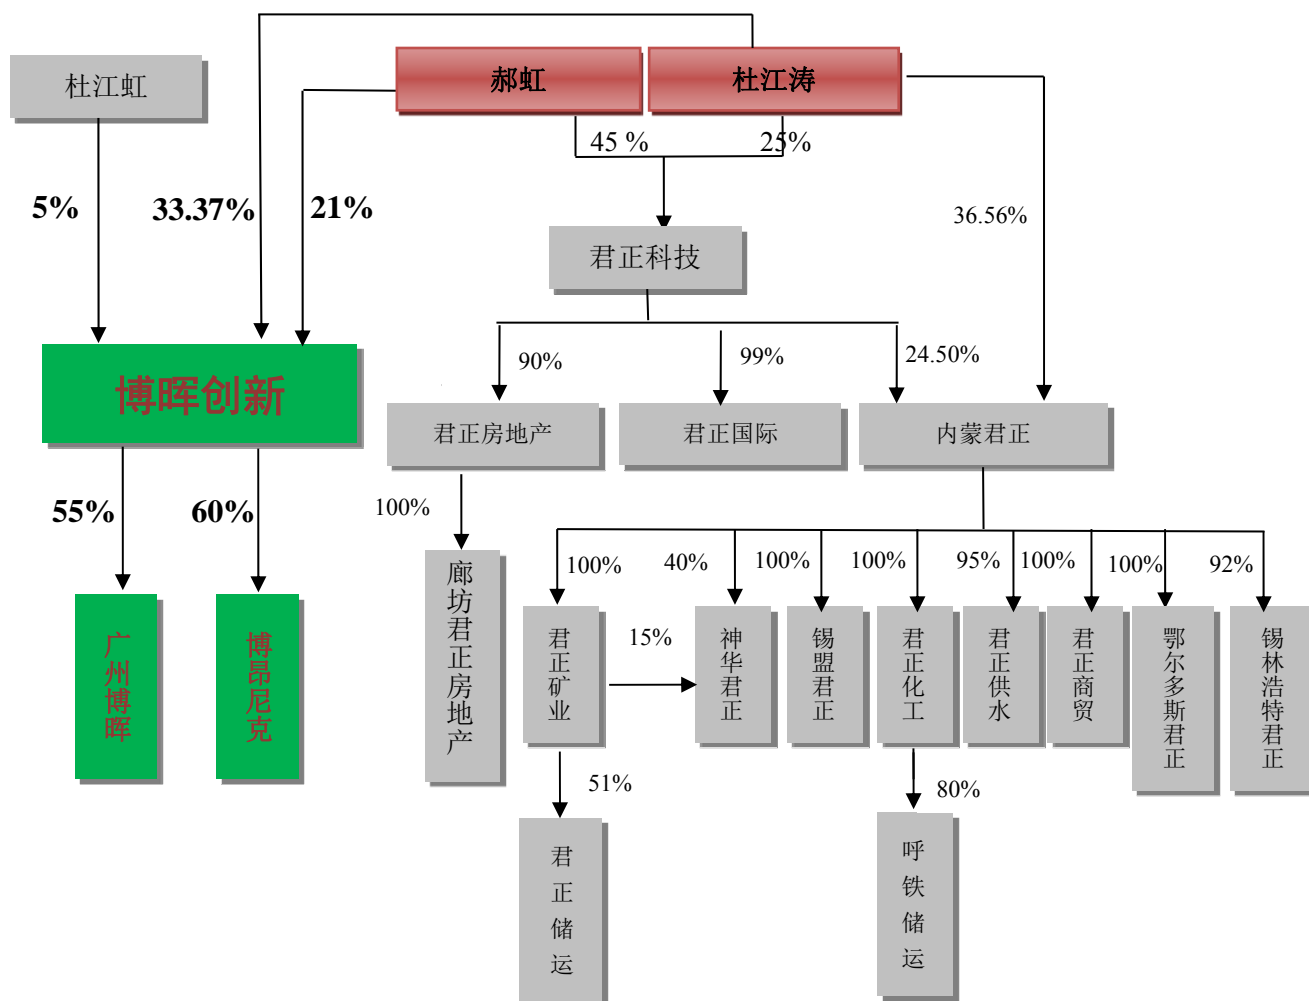 郝虹
杜江涛
杜江虹
45 %
25%
5%
33.37%
21%
36.56%
君正科技
90%
99%
24.50%
博晖创新
君正房地产
君正国际
内蒙君正
55%
60%
100%
100%
40%
100%
100%
95%
100%
100%
92%
广州博晖
博昂尼克
廊坊君正房地产
君正矿业
15%
神华君正
锡盟君正
君正化工
君正供水
君正商贸
鄂尔多斯君正
锡林浩特君正
51%
80%
君正储运
呼铁储运